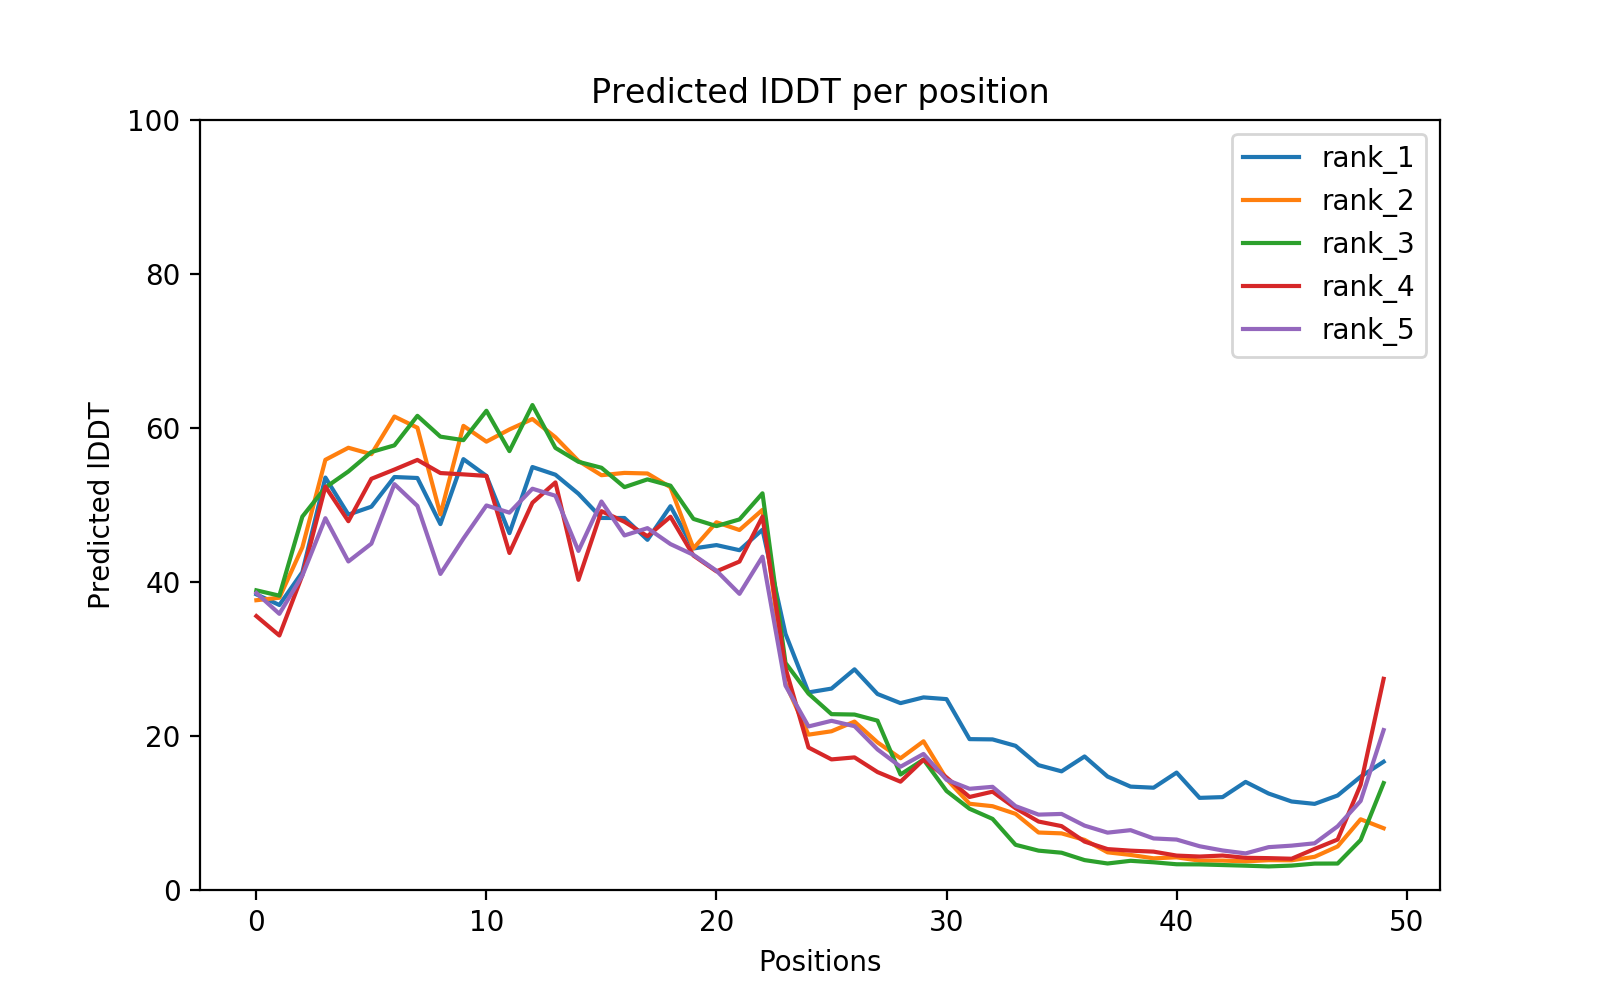 Predicted lDDT per position
100
80
60
40
20
0
Predicted lDDT
0 10 20 30 40 50
Positions
rank_1
rank_2
rank_3
rank_4
rank_5